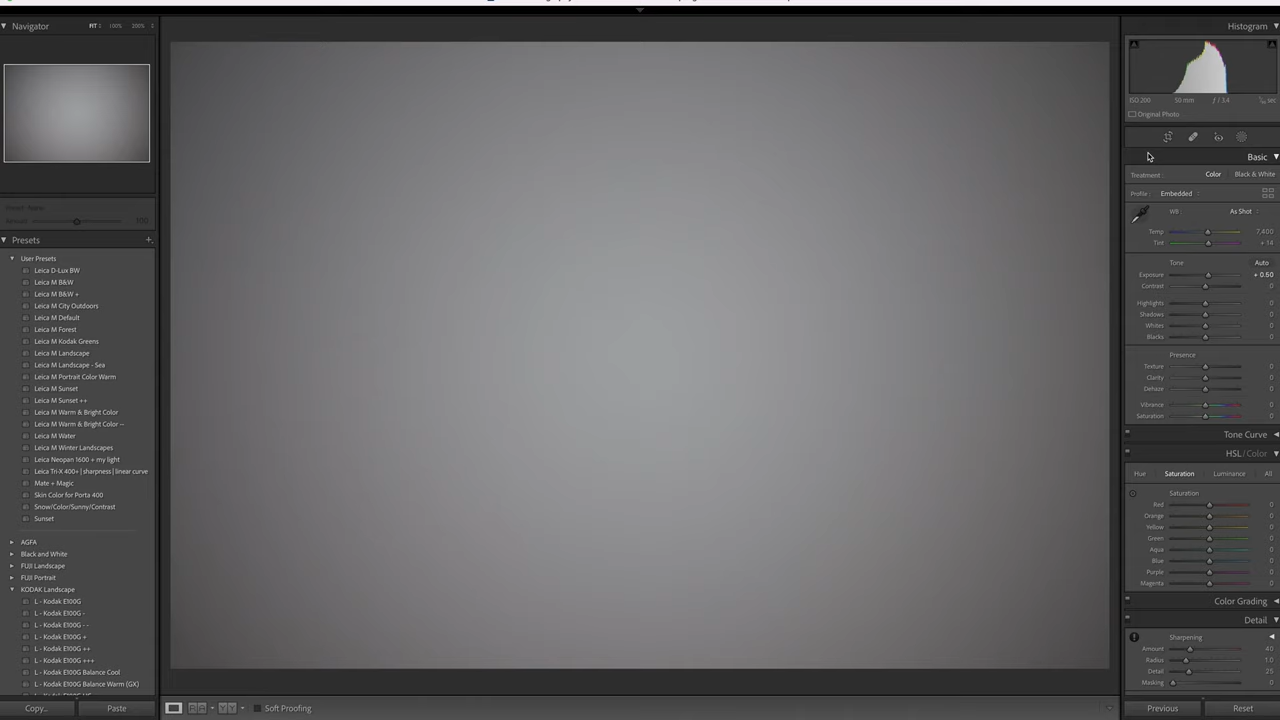 Navigator
FIT
100%
200%
Histogram
ISO 200
50 mm
ƒ / 3.4
sec
Original Photo
Basic
Treatment :
Color
Black & White
Profile :
Embedded
WB :
As Shot
Temp
7,400
Tint
+ 14
Tone
Auto
Exposure
+ 0.50
Contrast
0
Highlights
0
Shadows
0
Whites
0
Blacks
0
Presence
Texture
0
Clarity
0
Dehaze
0
Vibrance
0
Saturation
0
Tone Curve
HSL / Color
Hue
Saturation
Luminance
All
Saturation
Red
0
Orange
0
Yellow
0
Green
0
Aqua
0
Blue
0
Purple
0
Magenta
0
Color Grading
Detail
Sharpening
Amount
40
Radius
1.0
Detail
25
Masking
0
Previous
Reset
100
Presets
User Presets
Leica D-Lux BW
Leica M B&W
Leica M B&W +
Leica M City Outdoors
Leica M Default
Leica M Forest
Leica M Kodak Greens
Leica M Landscape
Leica M Landscape - Sea
Leica M Portrait Color Warm
Leica M Sunset
Leica M Sunset ++
Leica M Warm & Bright Color
Leica M Warm & Bright Color --
Leica M Water
Leica M Winter Landscapes
Leica Neopan 1600 + my light
Leica Tri-X 400+ | sharpness | linear curve
Mate + Magic
Skin Color for Porta 400
Snow/Color/Sunny/Contrast
Sunset
AGFA
Black and White
FUJI Landscape
FUJI Portrait
KODAK Landscape
L - Kodak E100G
L - Kodak E100G -
L - Kodak E100G - -
L - Kodak E100G +
L - Kodak E100G ++
L - Kodak E100G +++
L - Kodak E100G Balance Cool
L - Kodak E100G Balance Warm (GX)
Copy...
Paste
Soft Proofing